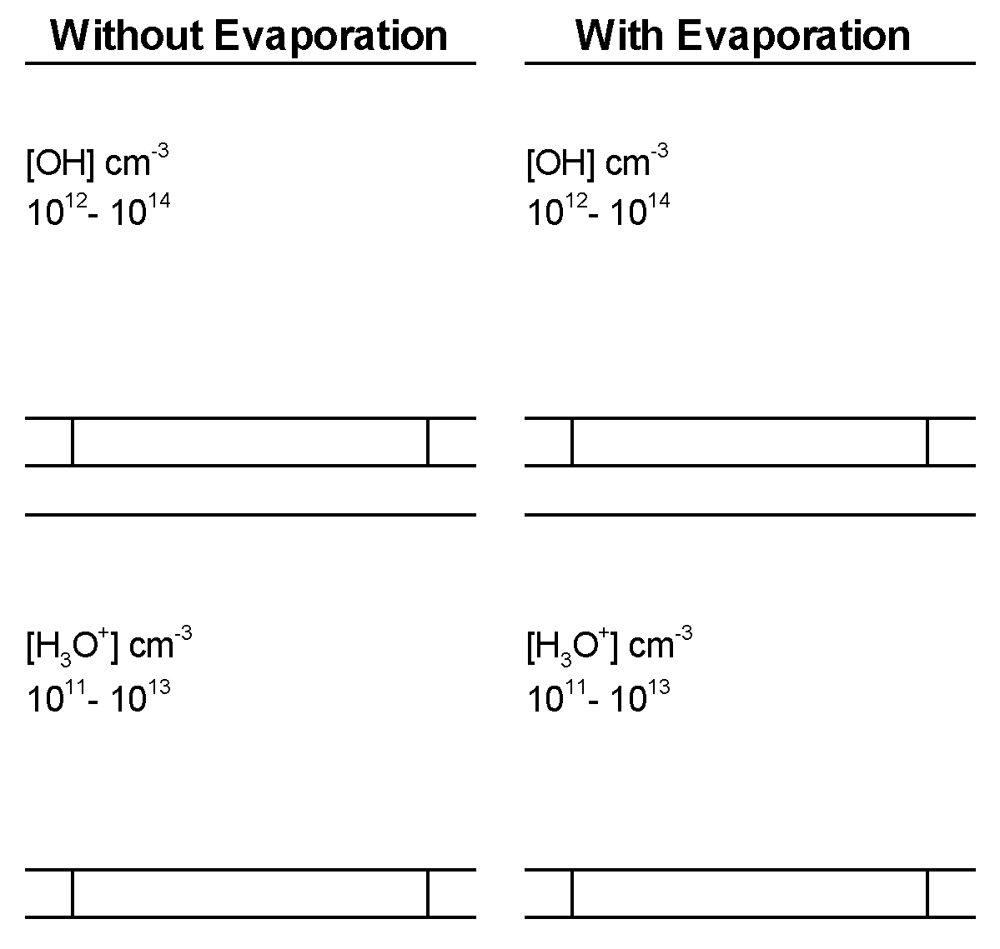 Without Evaporation
With Evaporation
[OH] cm⁻³
10¹²- 10¹⁴
[OH] cm⁻³
10¹²- 10¹⁴
[H₃O⁺] cm⁻³
10¹¹- 10¹³
[H₃O⁺] cm⁻³
10¹¹- 10¹³